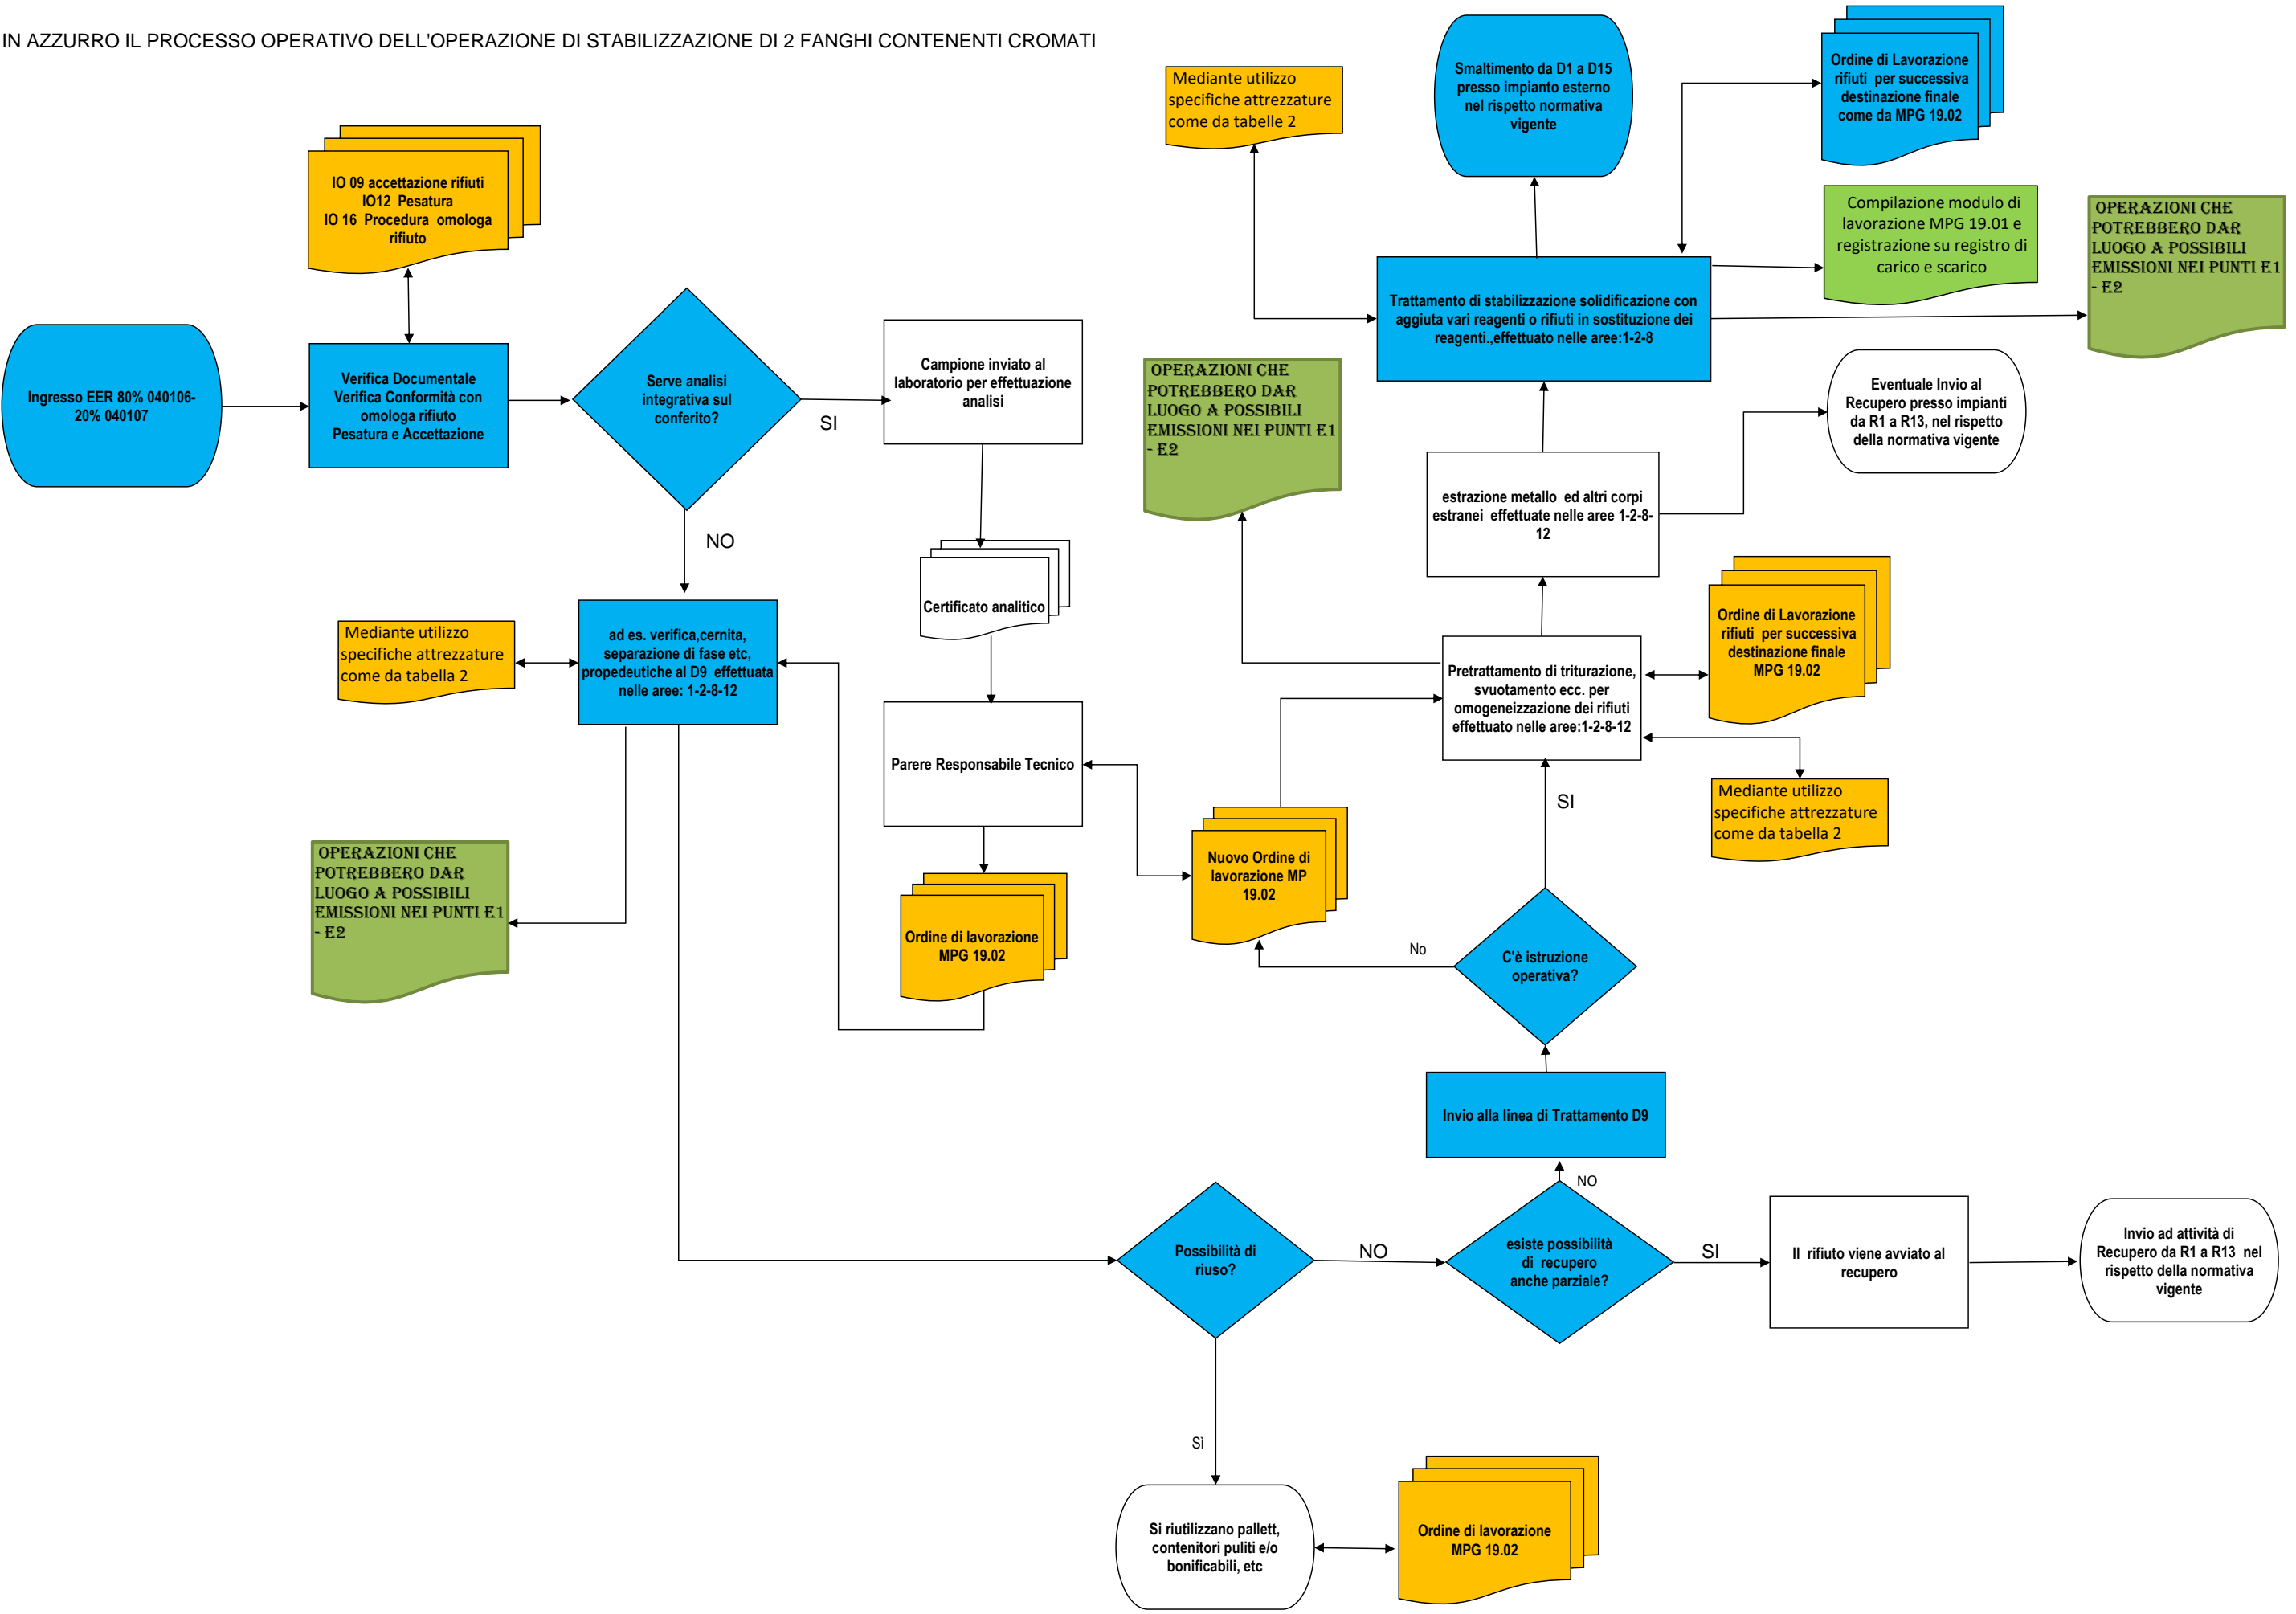 IN AZZURRO IL PROCESSO OPERATIVO DELL'OPERAZIONE DI STABILIZZAZIONE DI 2 FANGHI CONTENENTI CROMATI
IO 09 accettazione rifiuti
IO12  Pesatura
IO 16  Procedura  omologa
rifiuto
Ingresso EER 80% 040106-
20% 040107
Verifica Documentale
Verifica Conformità con
omologa rifiuto
Pesatura e Accettazione
Serve analisi
integrativa sul
conferito?
SI
NO
Campione inviato al
laboratorio per effettuazione
analisi
Certificato analitico
Parere Responsabile Tecnico
Ordine di lavorazione
MPG 19.02
Mediante utilizzo
specifiche attrezzature
come da tabella 2
ad es. verifica,cernita,
separazione di fase etc,
propedeutiche al D9  effettuata
nelle aree: 1-2-8-12
OPERAZIONI CHE
POTREBBERO DAR
LUOGO A POSSIBILI
EMISSIONI NEI PUNTI E1
- E2
Possibilità di
riuso?
NO
Sì
Si riutilizzano pallett,
contenitori puliti e/o
bonificabili, etc
Ordine di lavorazione
MPG 19.02
esiste possibilità
di  recupero
anche parziale?
SI
NO
Il  rifiuto viene avviato al
recupero
Invio ad attività di
Recupero da R1 a R13  nel
rispetto della normativa
vigente
Invio alla linea di Trattamento D9
C'è istruzione
operativa?
No
SI
Nuovo Ordine di
lavorazione MP
19.02
Pretrattamento di triturazione,
svuotamento ecc. per
omogeneizzazione dei rifiuti
effettuato nelle aree:1-2-8-12
Ordine di Lavorazione
rifiuti  per successiva
destinazione finale
MPG 19.02
Mediante utilizzo
specifiche attrezzature
come da tabella 2
OPERAZIONI CHE
POTREBBERO DAR
LUOGO A POSSIBILI
EMISSIONI NEI PUNTI E1
- E2
estrazione metallo  ed altri corpi
estranei  effettuate nelle aree 1-2-8-
12
Eventuale Invio al
Recupero presso impianti
da R1 a R13, nel rispetto
della normativa vigente
Trattamento di stabilizzazione solidificazione con
aggiuta vari reagenti o rifiuti in sostituzione dei
reagenti.,effettuato nelle aree:1-2-8
Mediante utilizzo
specifiche attrezzature
come da tabelle 2
Smaltimento da D1 a D15
presso impianto esterno
nel rispetto normativa
vigente
Ordine di Lavorazione
rifiuti  per successiva
destinazione finale
come da MPG 19.02
Compilazione modulo di
lavorazione MPG 19.01 e
registrazione su registro di
carico e scarico
OPERAZIONI CHE
POTREBBERO DAR
LUOGO A POSSIBILI
EMISSIONI NEI PUNTI E1
- E2